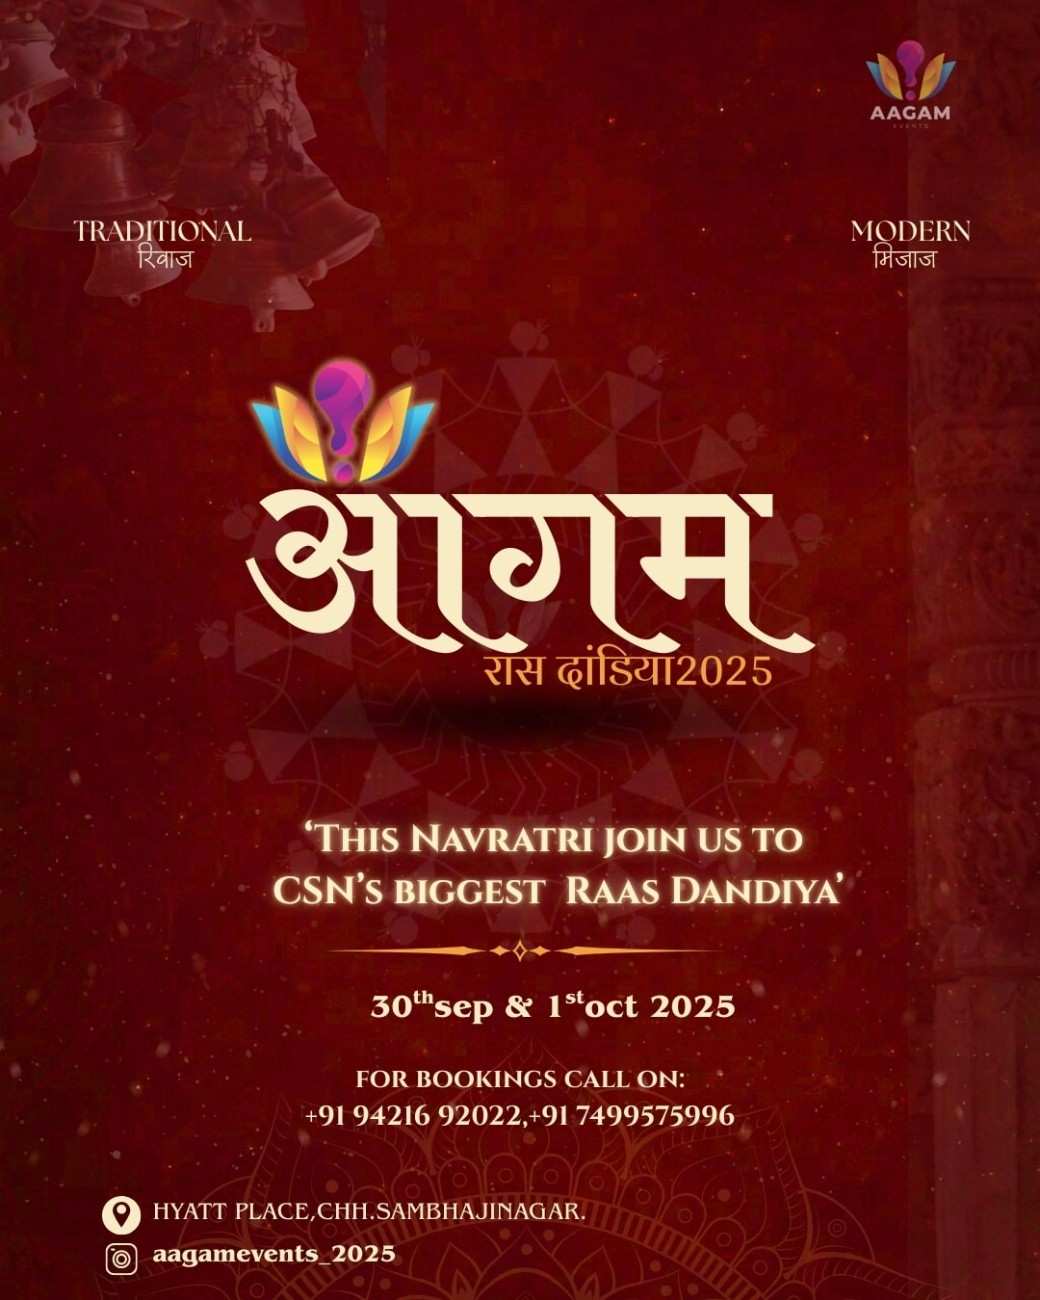 AAGAM
EVENTS
TRADITIONAL
रिवाज
MODERN
मिजाज
आगम
रास दांडिया2025
‘THIS NAVRATRI JOIN US TO
CSN’S BIGGEST RAAS DANDIYA’
30thsep & 1stoct 2025
FOR BOOKINGS CALL ON:
+91 94216 92022,+91 7499575996
HYATT PLACE,CHH.SAMBHAJINAGAR.
aagamevents_2025